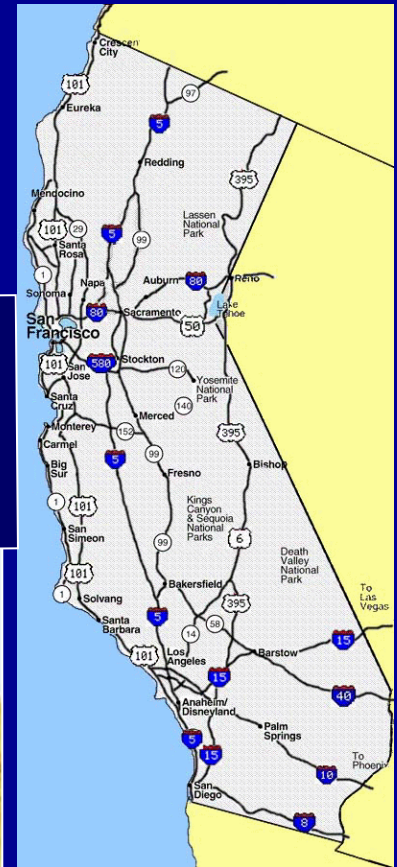 Crescent
City
101
97
Eureka
5
Redding
395
Mendocino
Lassen
National
Park
101
29
5
99
Santa
Rosa
1
Napa
Auburn
80
Reno
Sonoma
80
Sacramento
Lake
Tahoe
San
Francisco
50
580
Stockton
101
San
Jose
120
Yosemite
National
Park
Santa
Cruz
Merced
140
Monterey
152
Carmel
5
99
395
Bishop
Big
Sur
Fresno
1
101
Kings
Canyon
& Sequoia
National
Parks
San
Simeon
99
6
Death
Valley
National
Park
101
Bakersfield
To
Las
Vegas
1
Solvang
5
58
395
Santa
Barbara
14
15
101
Los
Angeles
Barstow
15
40
Anaheim/
Disneyland
Palm
Springs
5
15
To
Phoenix
10
San
Diego
8